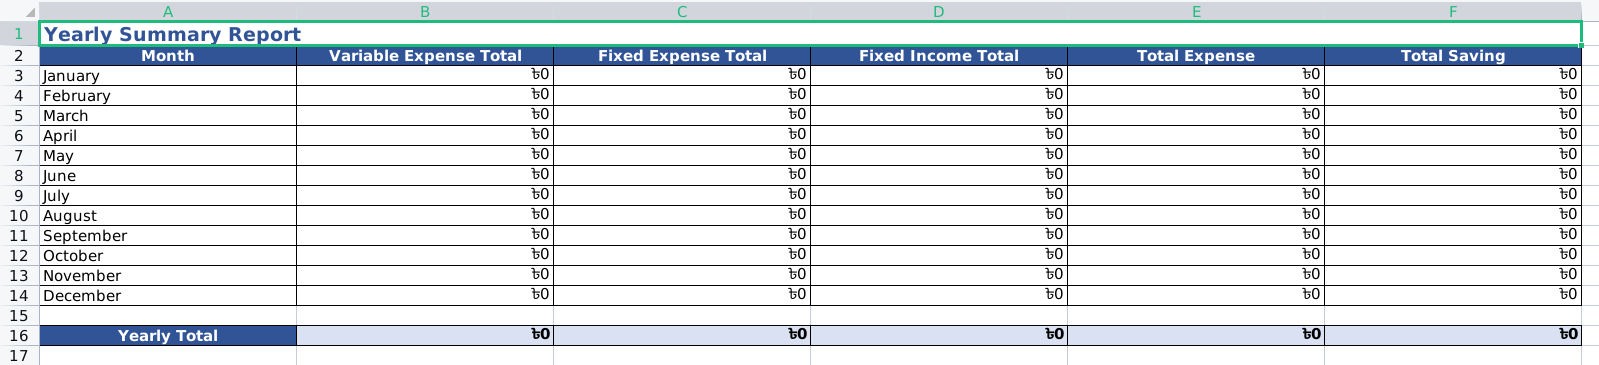 A B C D E F
1 Yearly Summary Report
2 Month Variable Expense Total Fixed Expense Total Fixed Income Total Total Expense Total Saving
3 January ৳0 ৳0 ৳0 ৳0 ৳0
4 February ৳0 ৳0 ৳0 ৳0 ৳0
5 March ৳0 ৳0 ৳0 ৳0 ৳0
6 April ৳0 ৳0 ৳0 ৳0 ৳0
7 May ৳0 ৳0 ৳0 ৳0 ৳0
8 June ৳0 ৳0 ৳0 ৳0 ৳0
9 July ৳0 ৳0 ৳0 ৳0 ৳0
10 August ৳0 ৳0 ৳0 ৳0 ৳0
11 September ৳0 ৳0 ৳0 ৳0 ৳0
12 October ৳0 ৳0 ৳0 ৳0 ৳0
13 November ৳0 ৳0 ৳0 ৳0 ৳0
14 December ৳0 ৳0 ৳0 ৳0 ৳0
15
16 Yearly Total ৳0 ৳0 ৳0 ৳0 ৳0
17